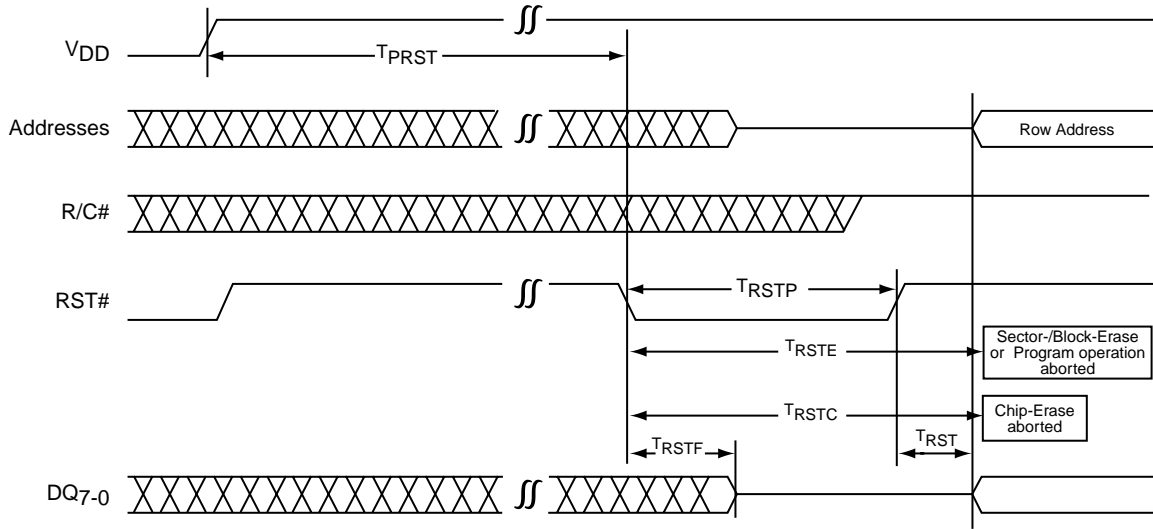 VDD
TPRST
Addresses
Row Address
R/C#
RST#
TRSTP
TRSTE
Sector-/Block-Erase
or Program operation
aborted
TRSTC
Chip-Erase
aborted
TRSTF
TRST
DQ7-0